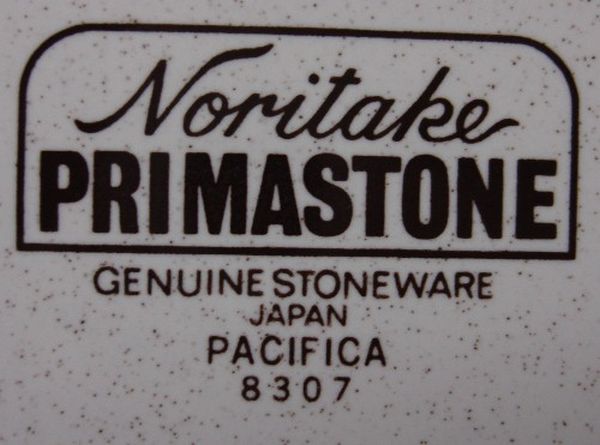 Noritake
PRIMASTONE
GENUINE STONEWARE
JAPAN
PACIFICA
8307